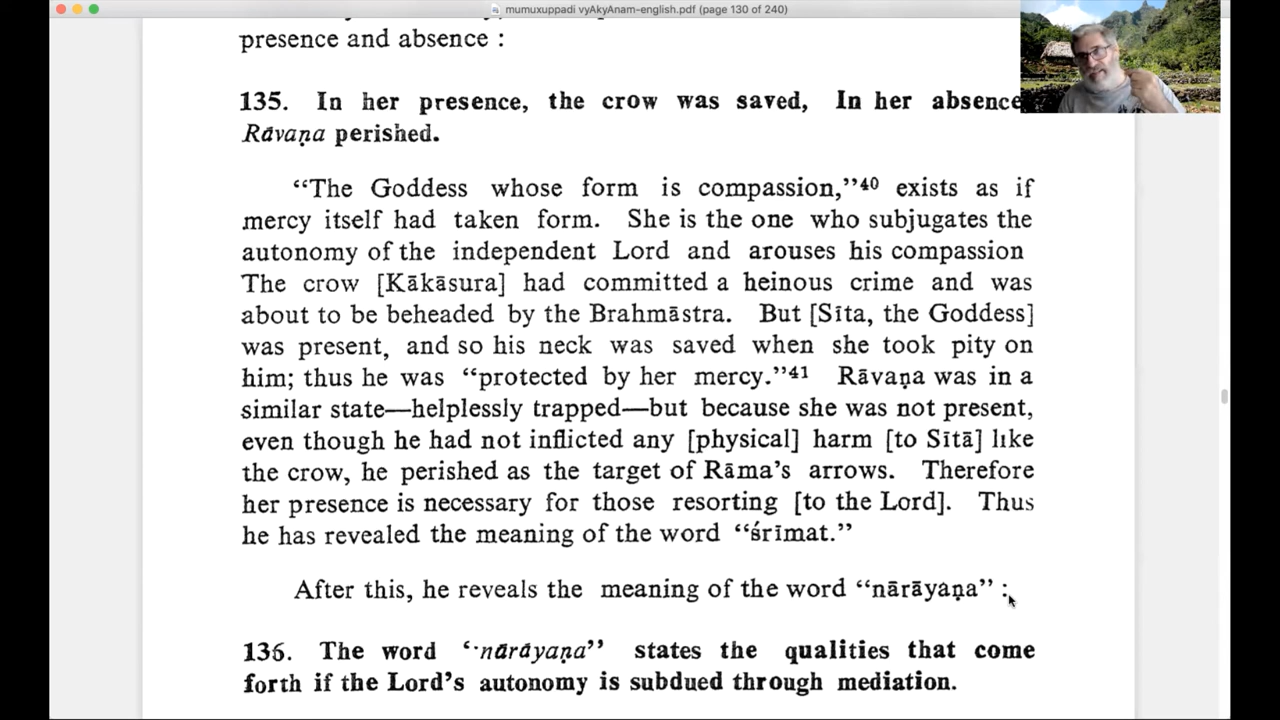 mumuxuppadi vyAkyAnam-english.pdf (page 130 of 240)
presence and absence :
135. In her presence, the crow was saved, In her absence
Rāvaṇa perished.
“The Goddess whose form is compassion,”40 exists as if
mercy itself had taken form. She is the one who subjugates the
autonomy of the independent Lord and arouses his compassion
The crow [Kākāsura] had committed a heinous crime and was
about to be beheaded by the Brahmāstra. But [Sīta, the Goddess]
was present, and so his neck was saved when she took pity on
him; thus he was “protected by her mercy.”41 Rāvaṇa was in a
similar state—helplessly trapped—but because she was not present,
even though he had not inflicted any [physical] harm [to Sītā] like
the crow, he perished as the target of Rāma’s arrows. Therefore
her presence is necessary for those resorting [to the Lord]. Thus
he has revealed the meaning of the word “śrīmat.”
After this, he reveals the meaning of the word “nārāyaṇa” :
136. The word “nārāyaṇa” states the qualities that come
forth if the Lord’s autonomy is subdued through mediation.